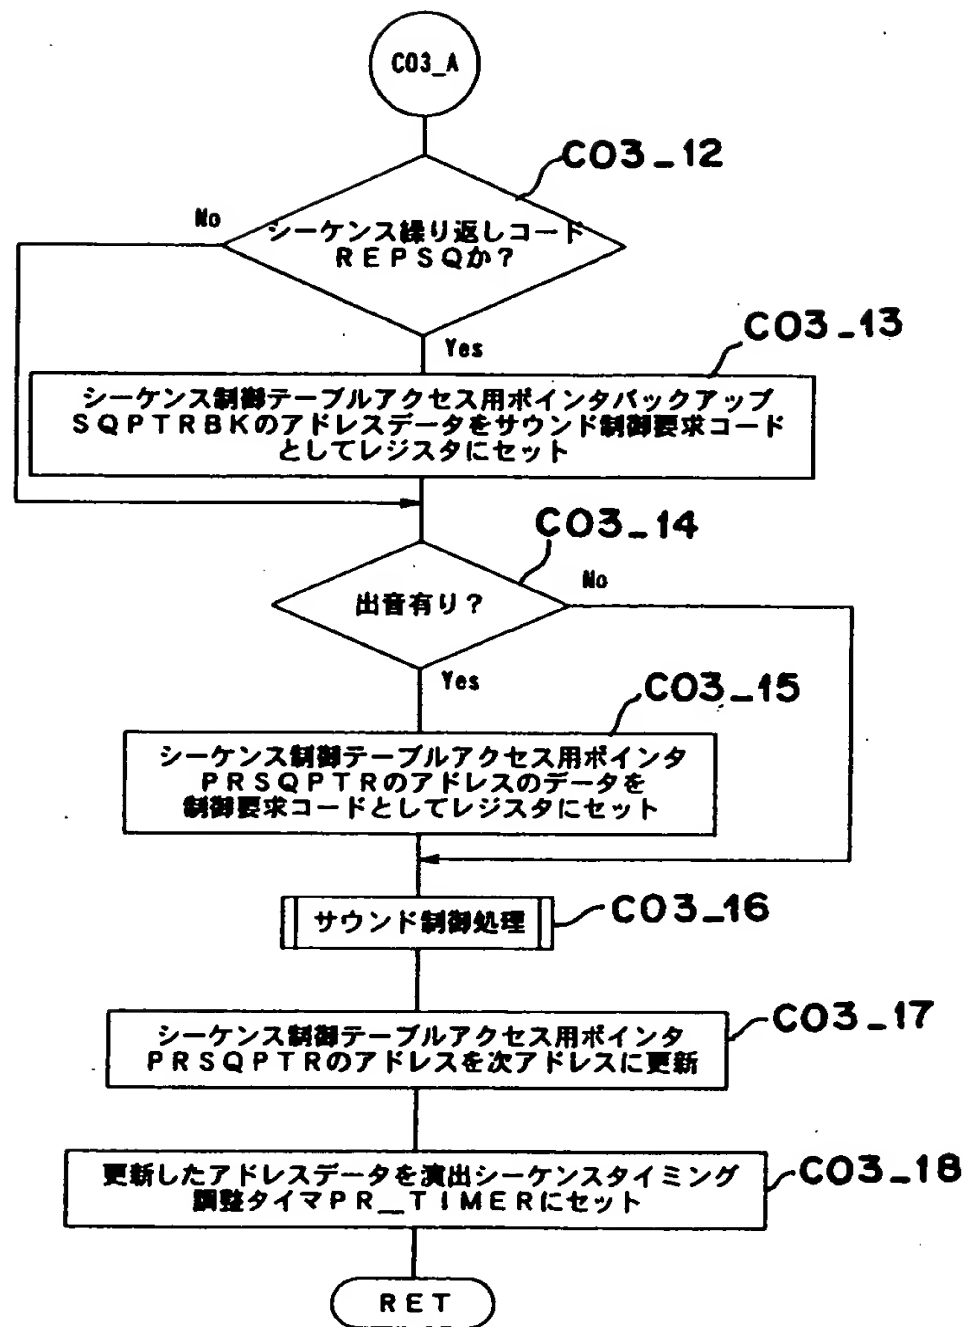 C03_A
C03_12
No
シーケンス繰り返しコード
REPSQか?
C03_13
Yes
シーケンス制御テーブルアクセス用ポインタバックアップ
SQPTRBKのアドレスデータをサウンド制御要求コード
としてレジスタにセット
C03_14
No
出音有り?
Yes
C03_15
シーケンス制御テーブルアクセス用ポインタ
PRSQPTRのアドレスのデータを
制御要求コードとしてレジスタにセット
サウンド制御処理
C03_16
シーケンス制御テーブルアクセス用ポインタ
PRSQPTRのアドレスを次アドレスに更新
C03_17
更新したアドレスデータを演出シーケンスタイミング
調整タイマPR__TIMERにセット
C03_18
RET